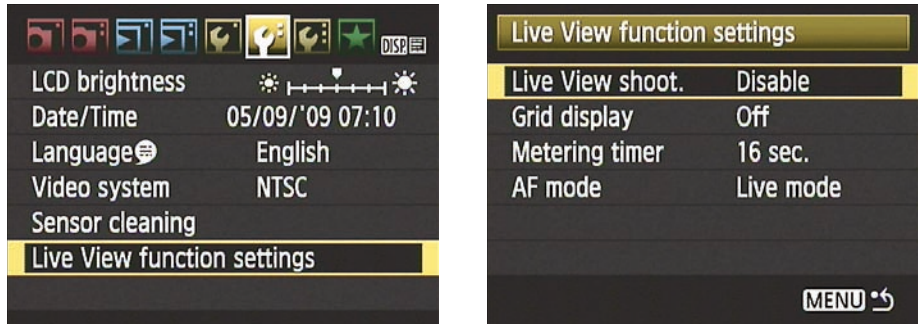 DISP.
LCD brightness
Date/Time 05/09/'09 07:10
Language English
Video system NTSC
Sensor cleaning
Live View function settings
Live View function settings
Live View shoot. Disable
Grid display Off
Metering timer 16 sec.
AF mode Live mode
MENU